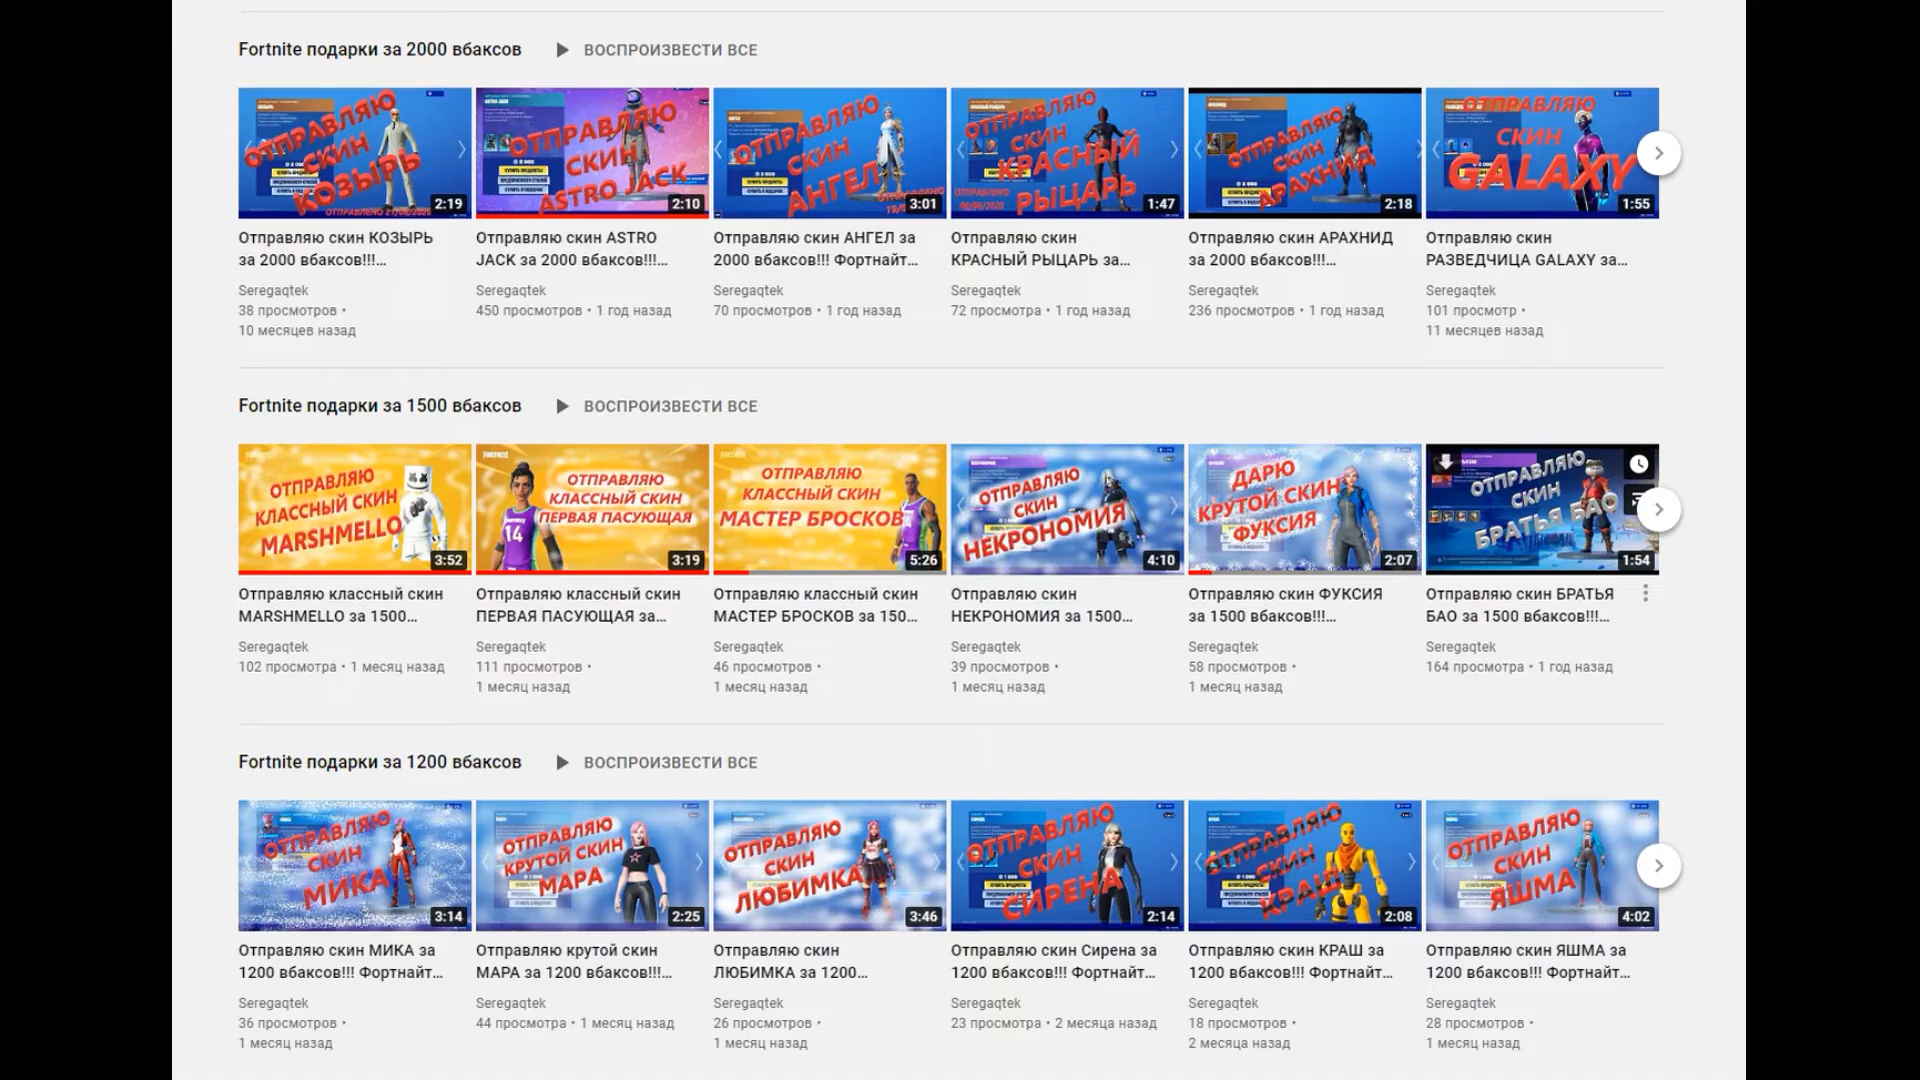 Fortnite подарки за 2000 вбаксов
ВОСПРОИЗВЕСТИ ВСЕ
ОТПРАВЛЯЮ
СКИН
КОЗЫРЬ
ОТПРАВЛЕНО 21/08/2020
2:19
ASTRO JACK
ОТПРАВЛЯЮ
СКИН
ASTRO JACK
2:10
ОТПРАВЛЯЮ
СКИН
АНГЕЛ
3:01
ОТПРАВЛЯЮ
СКИН
КРАСНЫЙ
РЫЦАРЬ
ОТПРАВЛЕНО
1:47
ОТПРАВЛЯЮ
СКИН
АРАХНИД
2:18
ОТПРАВЛЯЮ
СКИН
GALAXY
1:55
Отправляю скин КОЗЫРЬ
за 2000 вбаксов!!!...
Seregaqtek
38 просмотров •
10 месяцев назад
Отправляю скин ASTRO
JACK за 2000 вбаксов!!!...
Seregaqtek
450 просмотров • 1 год назад
Отправляю скин АНГЕЛ за
2000 вбаксов!!! Фортнайт...
Seregaqtek
70 просмотров • 1 год назад
Отправляю скин
КРАСНЫЙ РЫЦАРЬ за...
Seregaqtek
72 просмотра • 1 год назад
Отправляю скин АРАХНИД
за 2000 вбаксов!!!...
Seregaqtek
236 просмотров • 1 год назад
Отправляю скин
РАЗВЕДЧИЦА GALAXY за...
Seregaqtek
101 просмотр •
11 месяцев назад
Fortnite подарки за 1500 вбаксов
ВОСПРОИЗВЕСТИ ВСЕ
ОТПРАВЛЯЮ
КЛАССНЫЙ СКИН
MARSHMELLO
3:52
FORTNITE
ОТПРАВЛЯЮ
КЛАССНЫЙ СКИН
ПЕРВАЯ ПАСУЮЩАЯ
14
3:19
ОТПРАВЛЯЮ
КЛАССНЫЙ СКИН
МАСТЕР БРОСКОВ
5:26
ОТПРАВЛЯЮ
СКИН
НЕКРОНОМИЯ
4:10
ДАРЮ
КРУТОЙ СКИН
ФУКСИЯ
2:07
ОТПРАВЛЯЮ
СКИН
БРАТЬЯ БАО
1:54
Отправляю классный скин
MARSHMELLO за 1500...
Seregaqtek
102 просмотра • 1 месяц назад
Отправляю классный скин
ПЕРВАЯ ПАСУЮЩАЯ за...
Seregaqtek
111 просмотров •
1 месяц назад
Отправляю классный скин
МАСТЕР БРОСКОВ за 150...
Seregaqtek
46 просмотров •
1 месяц назад
Отправляю скин
НЕКРОНОМИЯ за 1500...
Seregaqtek
39 просмотров •
1 месяц назад
Отправляю скин ФУКСИЯ
за 1500 вбаксов!!!...
Seregaqtek
58 просмотров •
1 месяц назад
Отправляю скин БРАТЬЯ
БАО за 1500 вбаксов!!!...
Seregaqtek
164 просмотра • 1 год назад
Fortnite подарки за 1200 вбаксов
ВОСПРОИЗВЕСТИ ВСЕ
ОТПРАВЛЯЮ
СКИН
МИКА
3:14
ОТПРАВЛЯЮ
КРУТОЙ СКИН
МАРА
2:25
ОТПРАВЛЯЮ
СКИН
ЛЮБИМКА
3:46
ОТПРАВЛЯЮ
СКИН
СИРЕНА
2:14
ОТПРАВЛЯЮ
СКИН
КРАШ
2:08
ОТПРАВЛЯЮ
СКИН
ЯШМА
4:02
Отправляю скин МИКА за
1200 вбаксов!!! Фортнайт...
Seregaqtek
36 просмотров •
1 месяц назад
Отправляю крутой скин
МАРА за 1200 вбаксов!!!...
Seregaqtek
44 просмотра • 1 месяц назад
Отправляю скин
ЛЮБИМКА за 1200...
Seregaqtek
26 просмотров •
1 месяц назад
Отправляю скин Сирена за
1200 вбаксов!!! Фортнайт...
Seregaqtek
23 просмотра • 2 месяца назад
Отправляю скин КРАШ за
1200 вбаксов!!! Фортнайт...
Seregaqtek
18 просмотров •
2 месяца назад
Отправляю скин ЯШМА за
1200 вбаксов!!! Фортнайт...
Seregaqtek
28 просмотров •
1 месяц назад